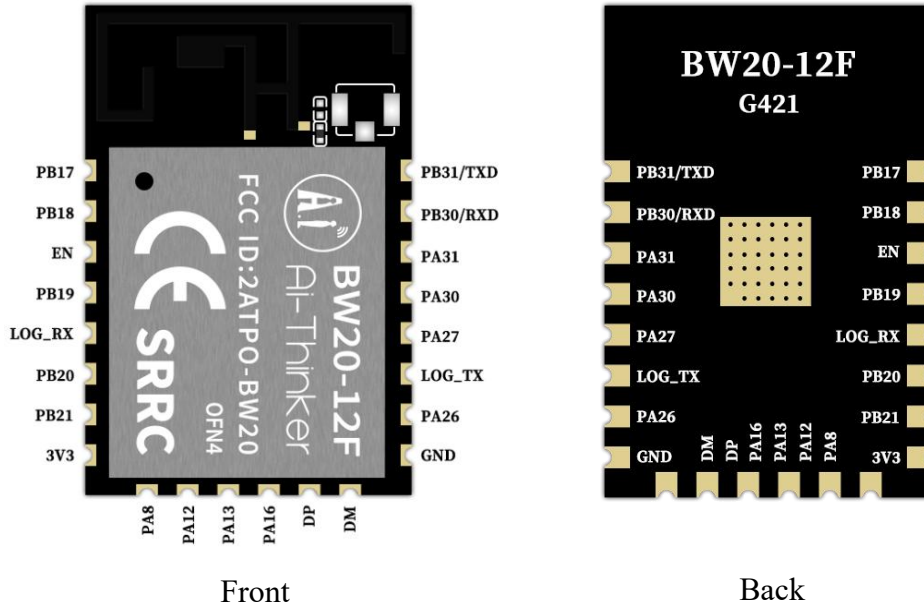 PB17
PB18
EN
PB19
LOG_RX
PB20
PB21
3V3
FCC ID:2ATPO-BW20
SRRC
OFN4
Ai
Ai-Thinker
BW20-12F
PB31/TXD
PB30/RXD
PA31
PA30
PA27
LOG_TX
PA26
GND
PA8
PA12
PA13
PA16
DP
DM
Front
BW20-12F
G421
PB31/TXD
PB30/RXD
PA31
PA30
PA27
LOG_TX
PA26
GND
DM
DP
PA16
PA13
PA12
PA8
PB17
PB18
EN
PB19
LOG_RX
PB20
PB21
3V3
Back